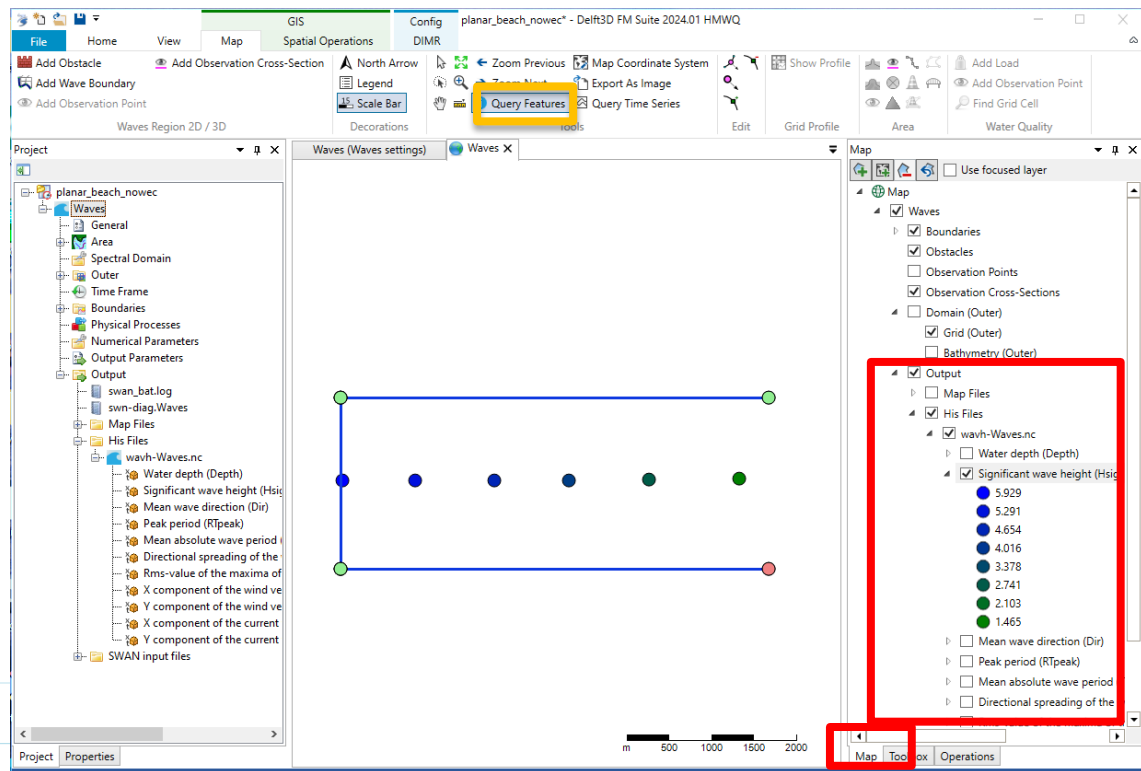 GIS
Config
planar_beach_nowec* - Delft3D FM Suite 2024.01 HMWQ
File
Home
View
Map
Spatial Operations
DIMR
Add Obstacle
Add Observation Cross-Section
Add Wave Boundary
Add Observation Point
Waves Region 2D / 3D
North Arrow
Legend
15 Scale Bar
Decorations
Zoom Previous
Map Coordinate System
Zoom Next
Export As Image
Query Features
Query Time Series
Tools
Edit
Show Profile
Grid Profile
Area
Add Load
Add Observation Point
Find Grid Cell
Water Quality
Project
planar_beach_nowec
Waves
General
Area
Spectral Domain
Outer
Time Frame
Boundaries
Physical Processes
Numerical Parameters
Output Parameters
Output
swan_bat.log
swn-diag.Waves
Map Files
His Files
wavh-Waves.nc
Water depth (Depth)
Significant wave height (Hsig
Mean wave direction (Dir)
Peak period (RTpeak)
Mean absolute wave period (
Directional spreading of the
Rms-value of the maxima of
X component of the wind ve
Y component of the wind ve
X component of the current
Y component of the current
SWAN input files
Project
Properties
Waves (Waves settings)
Waves X
m 500 1000 1500 2000
Map
Use focused layer
Map
Waves
Boundaries
Obstacles
Observation Points
Observation Cross-Sections
Domain (Outer)
Grid (Outer)
Bathymetry (Outer)
Output
Map Files
His Files
wavh-Waves.nc
Water depth (Depth)
Significant wave height (Hsig
5.929
5.291
4.654
4.016
3.378
2.741
2.103
1.465
Mean wave direction (Dir)
Peak period (RTpeak)
Mean absolute wave period
Directional spreading of the
Map
Toolbox
Operations